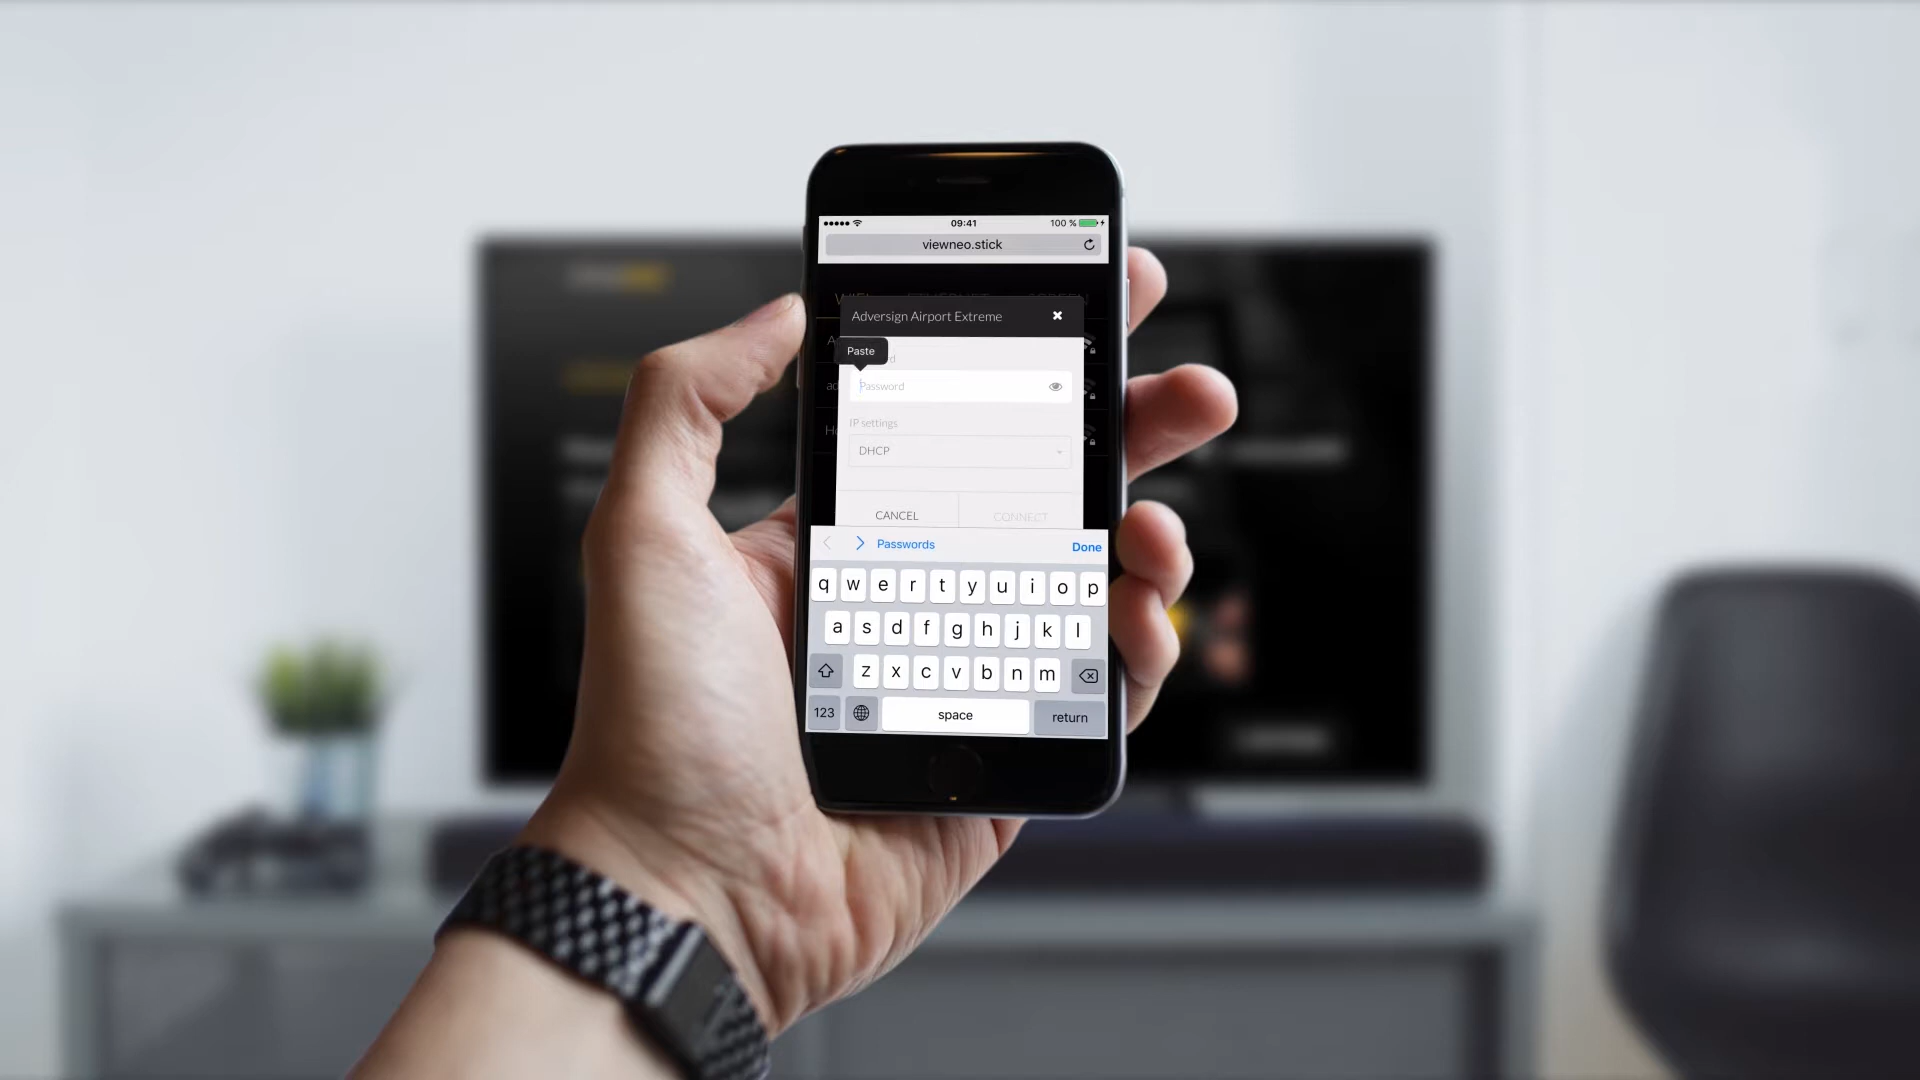 09:41 100 %
viewneo.stick
Adversign Airport Extreme
Paste
Password
IP settings
DHCP
CANCEL CONNECT
Passwords Done
q w e r t y u i o p
a s d f g h j k l
z x c v b n m
123 space return